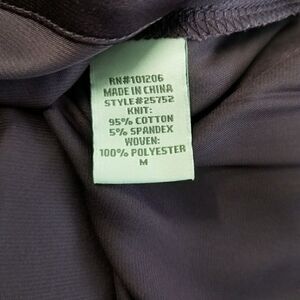 RN#101206
MADE IN CHINA
STYLE#25752
KNIT:
95% COTTON
5% SPANDEX
WOVEN:
100% POLYESTER
M